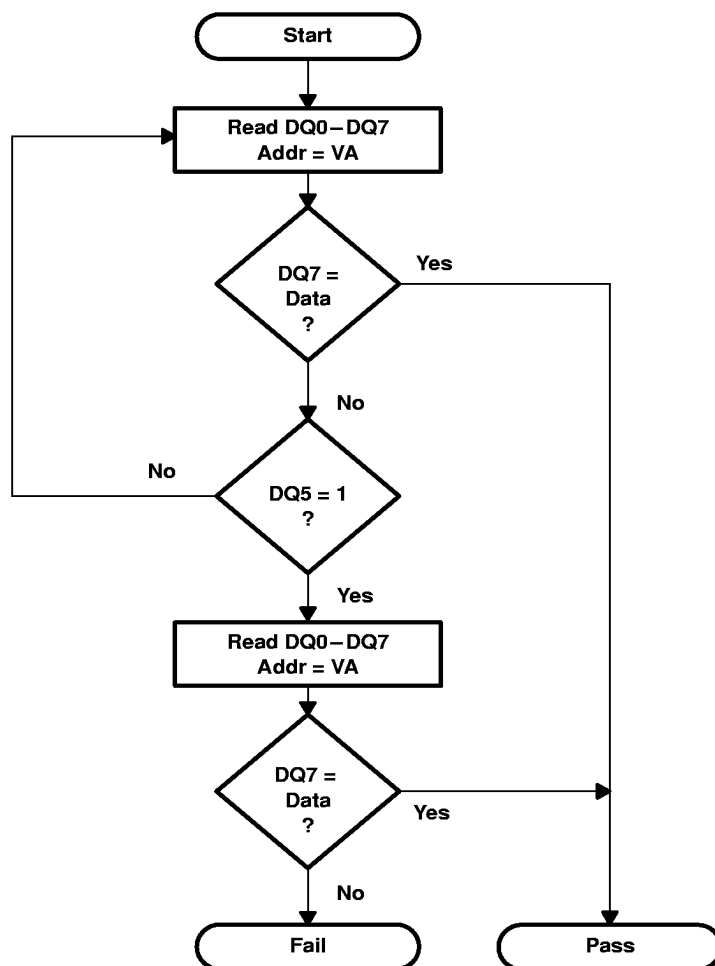 Start
Read DQ0–DQ7
Addr = VA
Yes
DQ7 =
Data
?
No
No
DQ5 = 1
?
Yes
Read DQ0–DQ7
Addr = VA
DQ7 =
Data
?
Yes
No
Fail
Pass